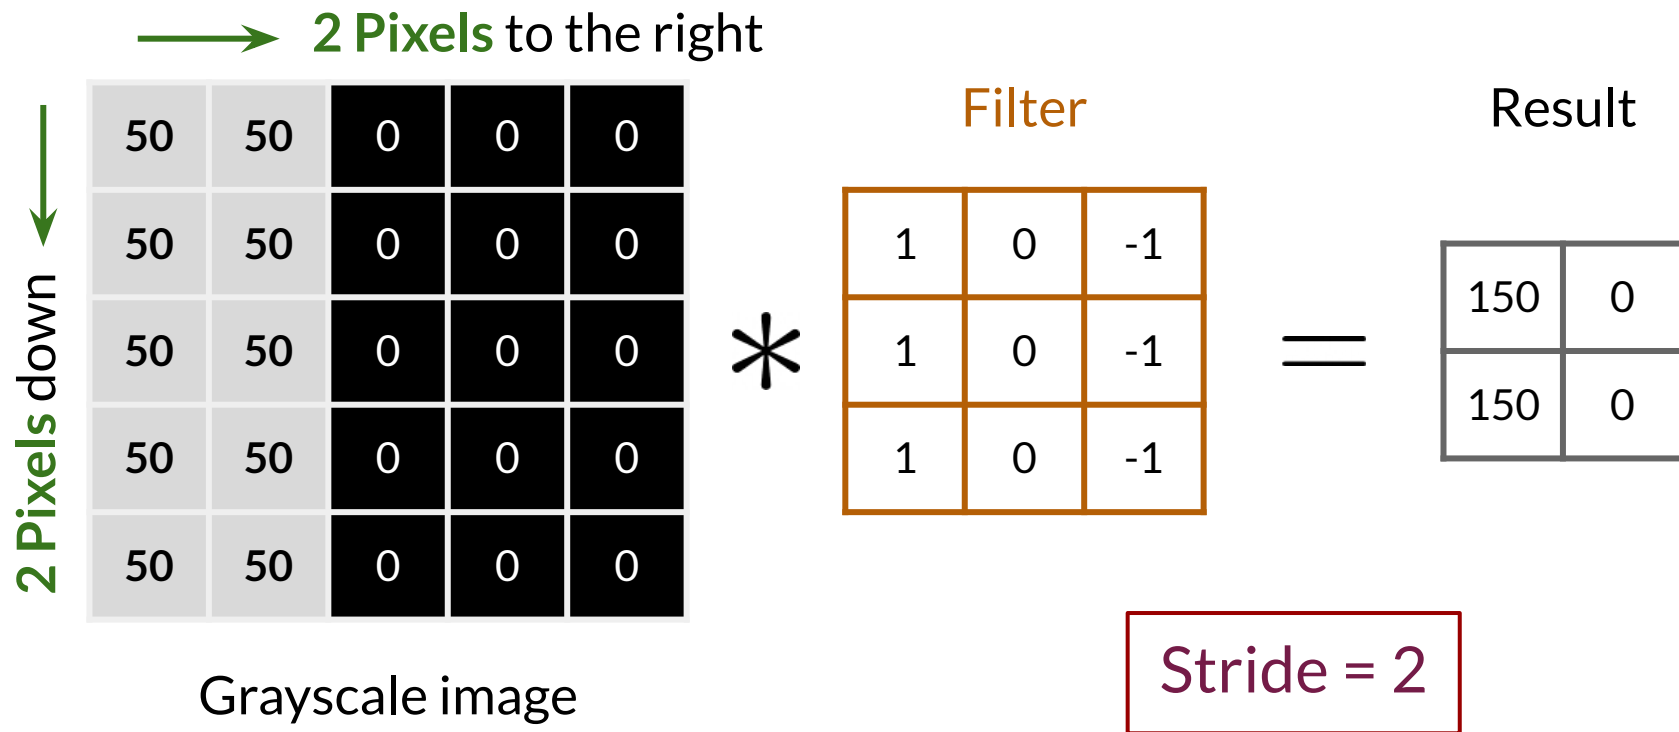 2 Pixels to the right
2 Pixels down
50 50 0 0 0
50 50 0 0 0
50 50 0 0 0
50 50 0 0 0
50 50 0 0 0
Grayscale image
*
Filter
1 0 -1
1 0 -1
1 0 -1
=
Result
150 0
150 0
Stride = 2